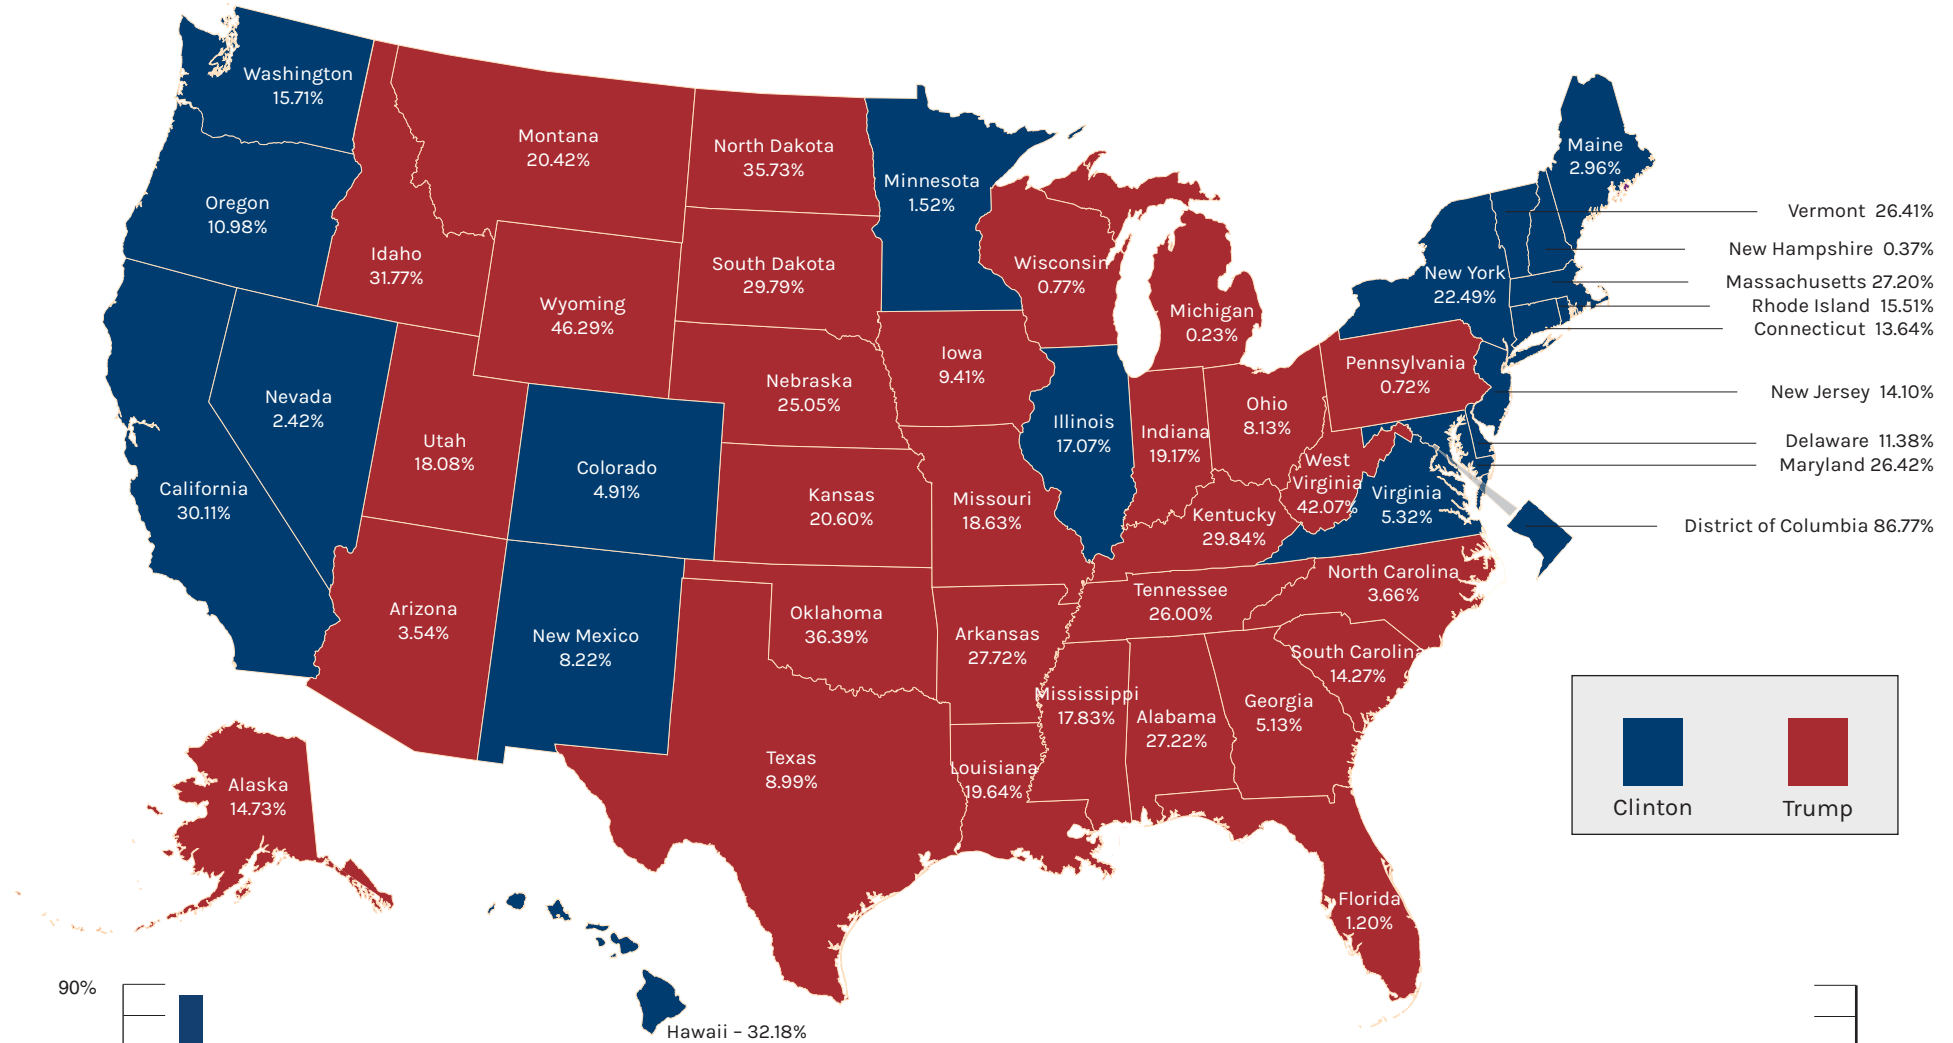 Washington
15.71%
Montana
20.42%
North Dakota
35.73%
Minnesota
1.52%
Maine
2.96%
Oregon
10.98%
Idaho
31.77%
Wyoming
46.29%
South Dakota
29.79%
Wisconsin
0.77%
Michigan
0.23%
New York
22.49%
Vermont 26.41%
New Hampshire 0.37%
Massachusetts 27.20%
Rhode Island 15.51%
Connecticut 13.64%
New Jersey 14.10%
Delaware 11.38%
Maryland 26.42%
District of Columbia 86.77%
Nevada
2.42%
Utah
18.08%
Colorado
4.91%
Nebraska
25.05%
Iowa
9.41%
Illinois
17.07%
Indiana
19.17%
Ohio
8.13%
Pennsylvania
0.72%
West
Virginia
42.07%
Virginia
5.32%
California
30.11%
Kansas
20.60%
Missouri
18.63%
Kentucky
29.84%
Arizona
3.54%
New Mexico
8.22%
Oklahoma
36.39%
Arkansas
27.72%
Tennessee
26.00%
North Carolina
3.66%
South Carolina
14.27%
Mississippi
17.83%
Alabama
27.22%
Georgia
5.13%
Texas
8.99%
Louisiana
19.64%
Florida
1.20%
Alaska
14.73%
Hawaii – 32.18%
Clinton
Trump
90%